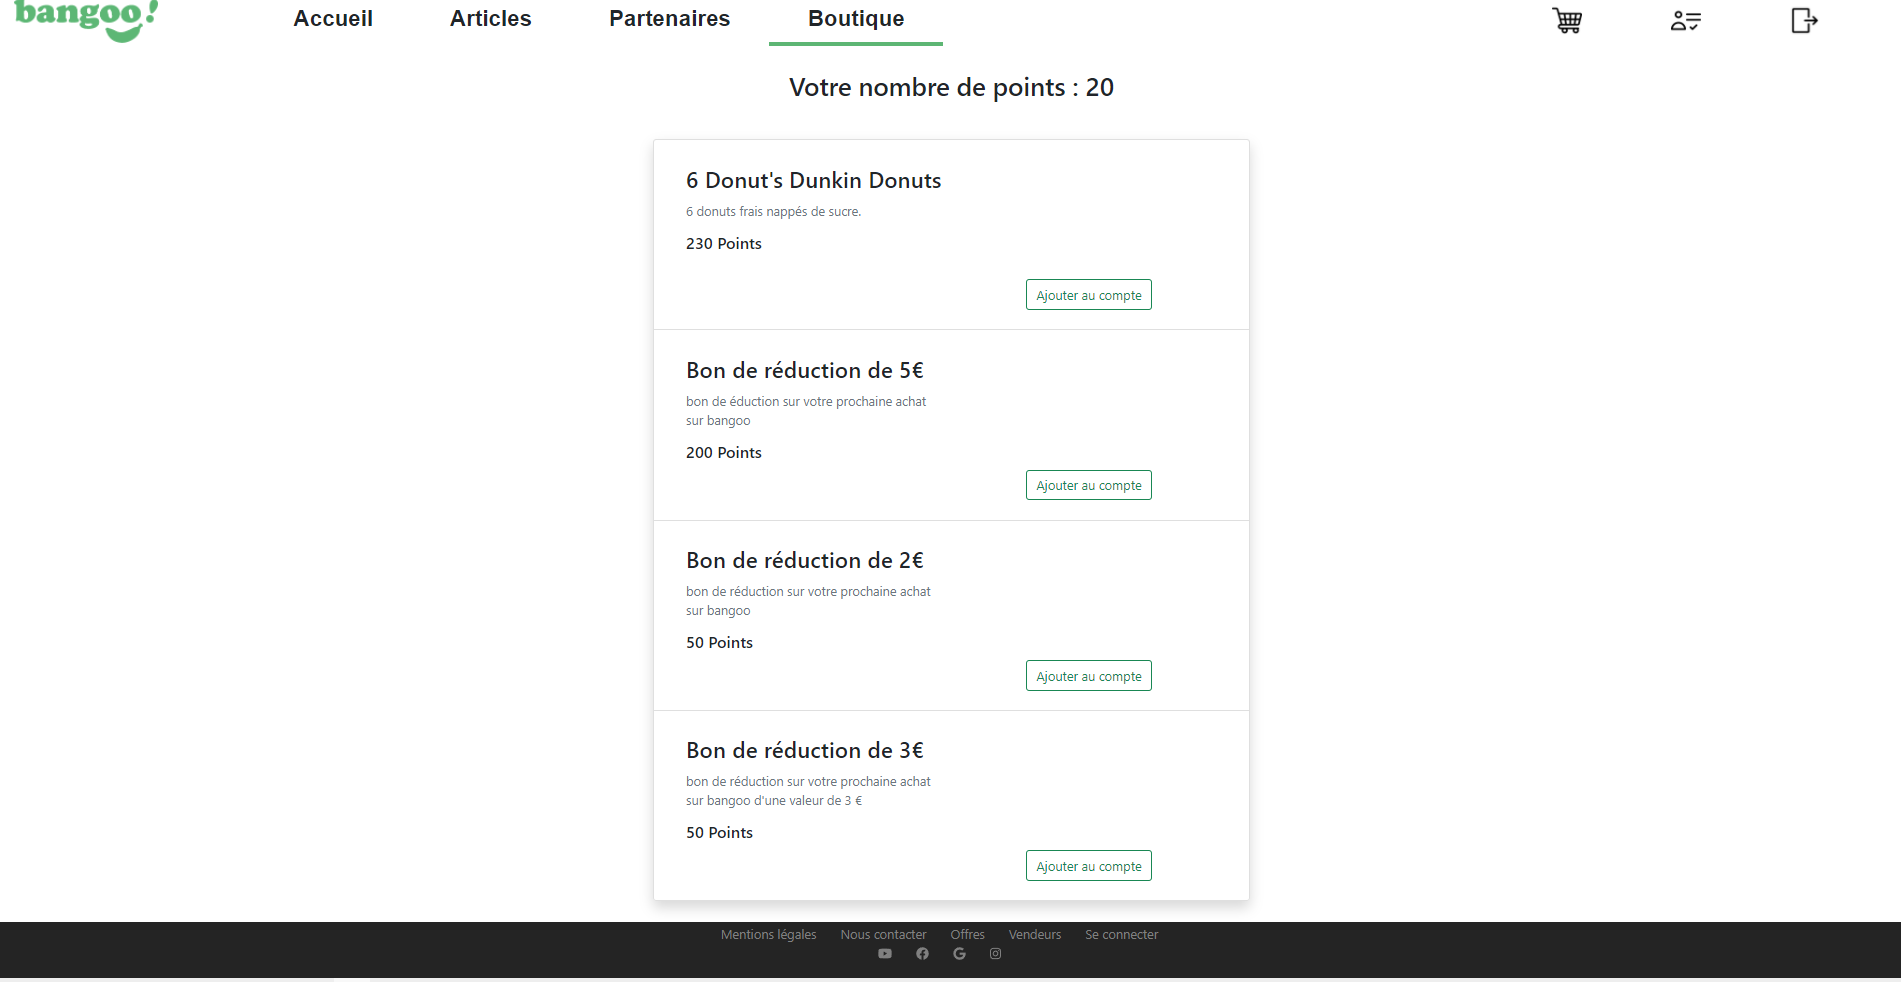 bangoo!
Accueil Articles Partenaires Boutique
Votre nombre de points : 20
6 Donut's Dunkin Donuts
6 donuts frais nappés de sucre.
230 Points
Ajouter au compte
Bon de réduction de 5€
bon de éduction sur votre prochaine achat
sur bangoo
200 Points
Ajouter au compte
Bon de réduction de 2€
bon de réduction sur votre prochaine achat
sur bangoo
50 Points
Ajouter au compte
Bon de réduction de 3€
bon de réduction sur votre prochaine achat
sur bangoo d'une valeur de 3 €
50 Points
Ajouter au compte
Mentions légales Nous contacter Offres Vendeurs Se connecter